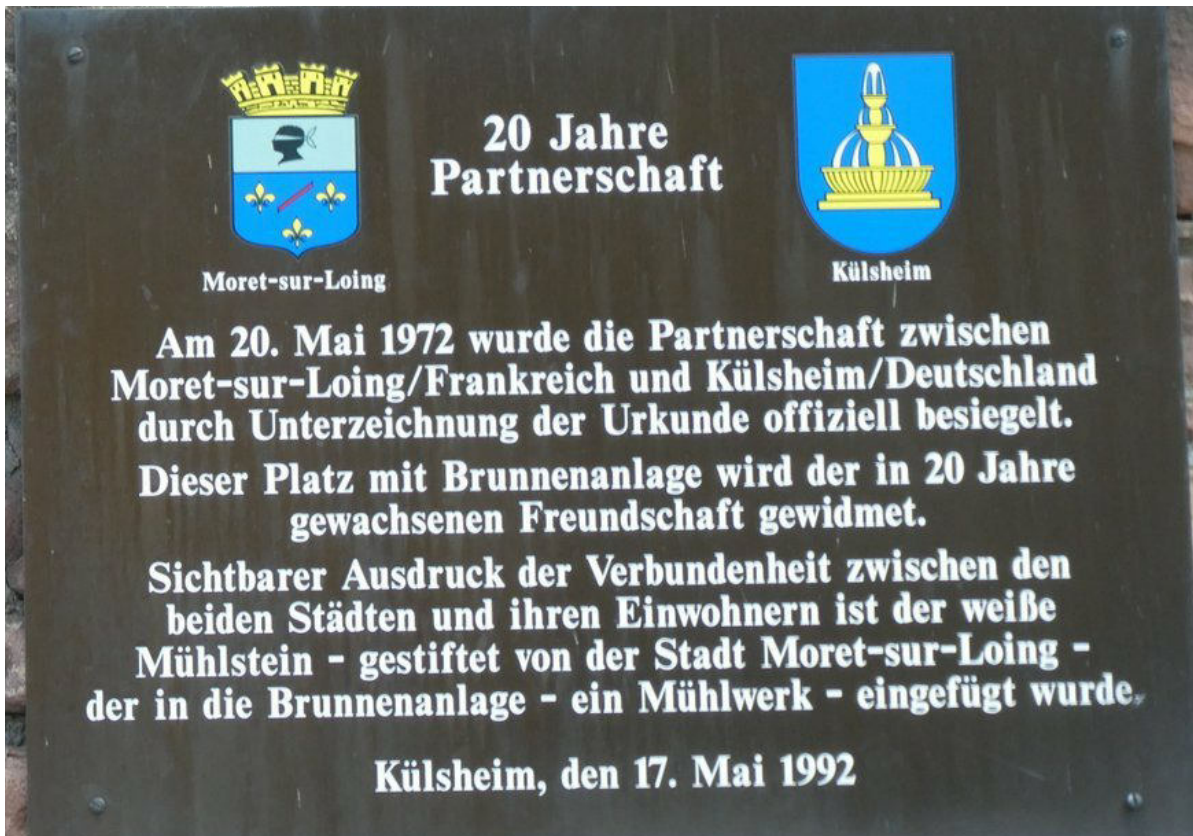 20 Jahre
Partnerschaft
Moret-sur-Loing
Külsheim
Am 20. Mai 1972 wurde die Partnerschaft zwischen
Moret-sur-Loing/Frankreich und Külsheim/Deutschland
durch Unterzeichnung der Urkunde offiziell besiegelt.
Dieser Platz mit Brunnenanlage wird der in 20 Jahre
gewachsenen Freundschaft gewidmet.
Sichtbarer Ausdruck der Verbundenheit zwischen den
beiden Städten und ihren Einwohnern ist der weiße
Mühlstein - gestiftet von der Stadt Moret-sur-Loing -
der in die Brunnenanlage - ein Mühlwerk - eingefügt wurde.
Külsheim, den 17. Mai 1992